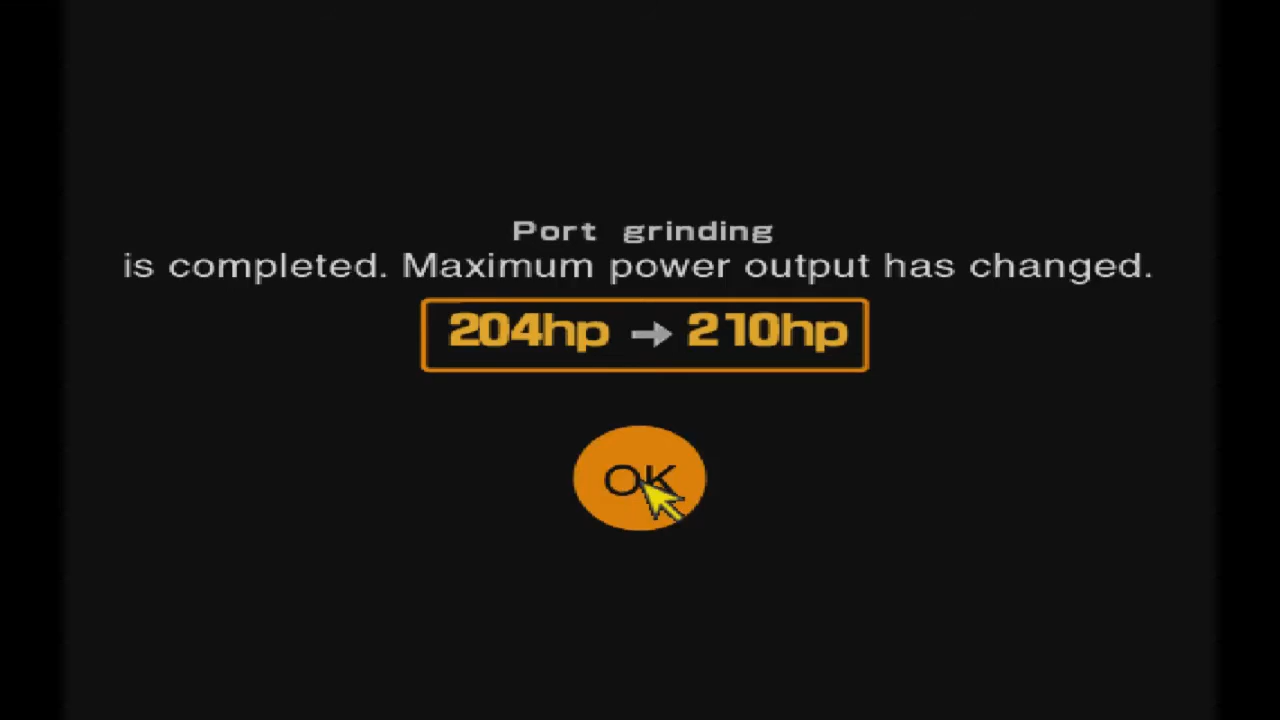 Port grinding
is completed. Maximum power output has changed.
204hp → 210hp
OK